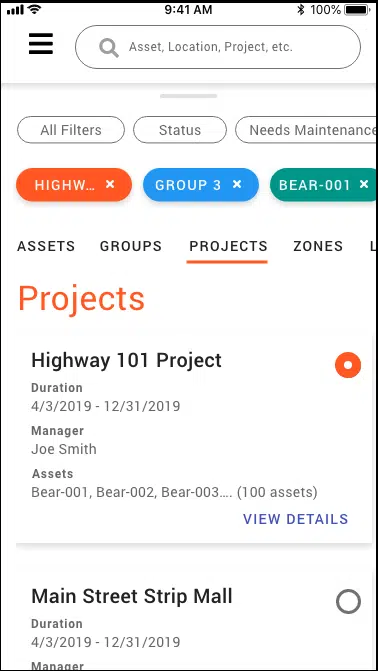 9:41 AM 100%
Asset, Location, Project, etc.
All Filters Status Needs Maintenance
HIGHW... × GROUP 3 × BEAR-001 ×
ASSETS GROUPS PROJECTS ZONES L
Projects
Highway 101 Project
Duration
4/3/2019 - 12/31/2019
Manager
Joe Smith
Assets
Bear-001, Bear-002, Bear-003.... (100 assets)
VIEW DETAILS
Main Street Strip Mall
Duration
4/3/2019 - 12/31/2019
Manager